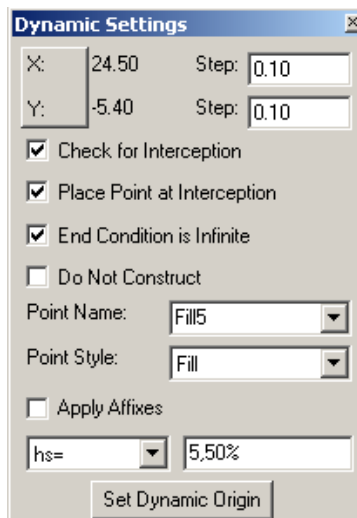 Dynamic Settings
X: 24.50 Step: 0.10
Y: -5.40 Step: 0.10
Check for Interception
Place Point at Interception
End Condition is Infinite
Do Not Construct
Point Name: Fill5
Point Style: Fill
Apply Affixes
hs= 5,50%
Set Dynamic Origin